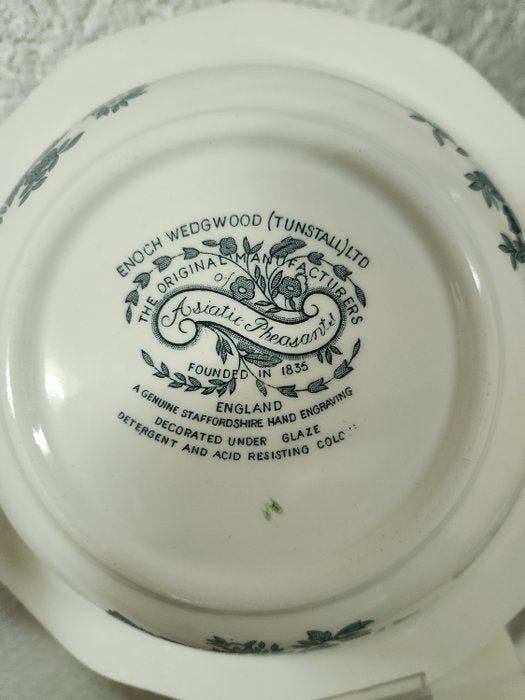 ENOCH WEDGWOOD (TUNSTALL) LTD
THE ORIGINAL MANUFACTURERS
of
Asiatic Pheasants
FOUNDED IN 1835
ENGLAND
A GENUINE STAFFORDSHIRE HAND ENGRAVING
DECORATED UNDER GLAZE
DETERGENT AND ACID RESISTING